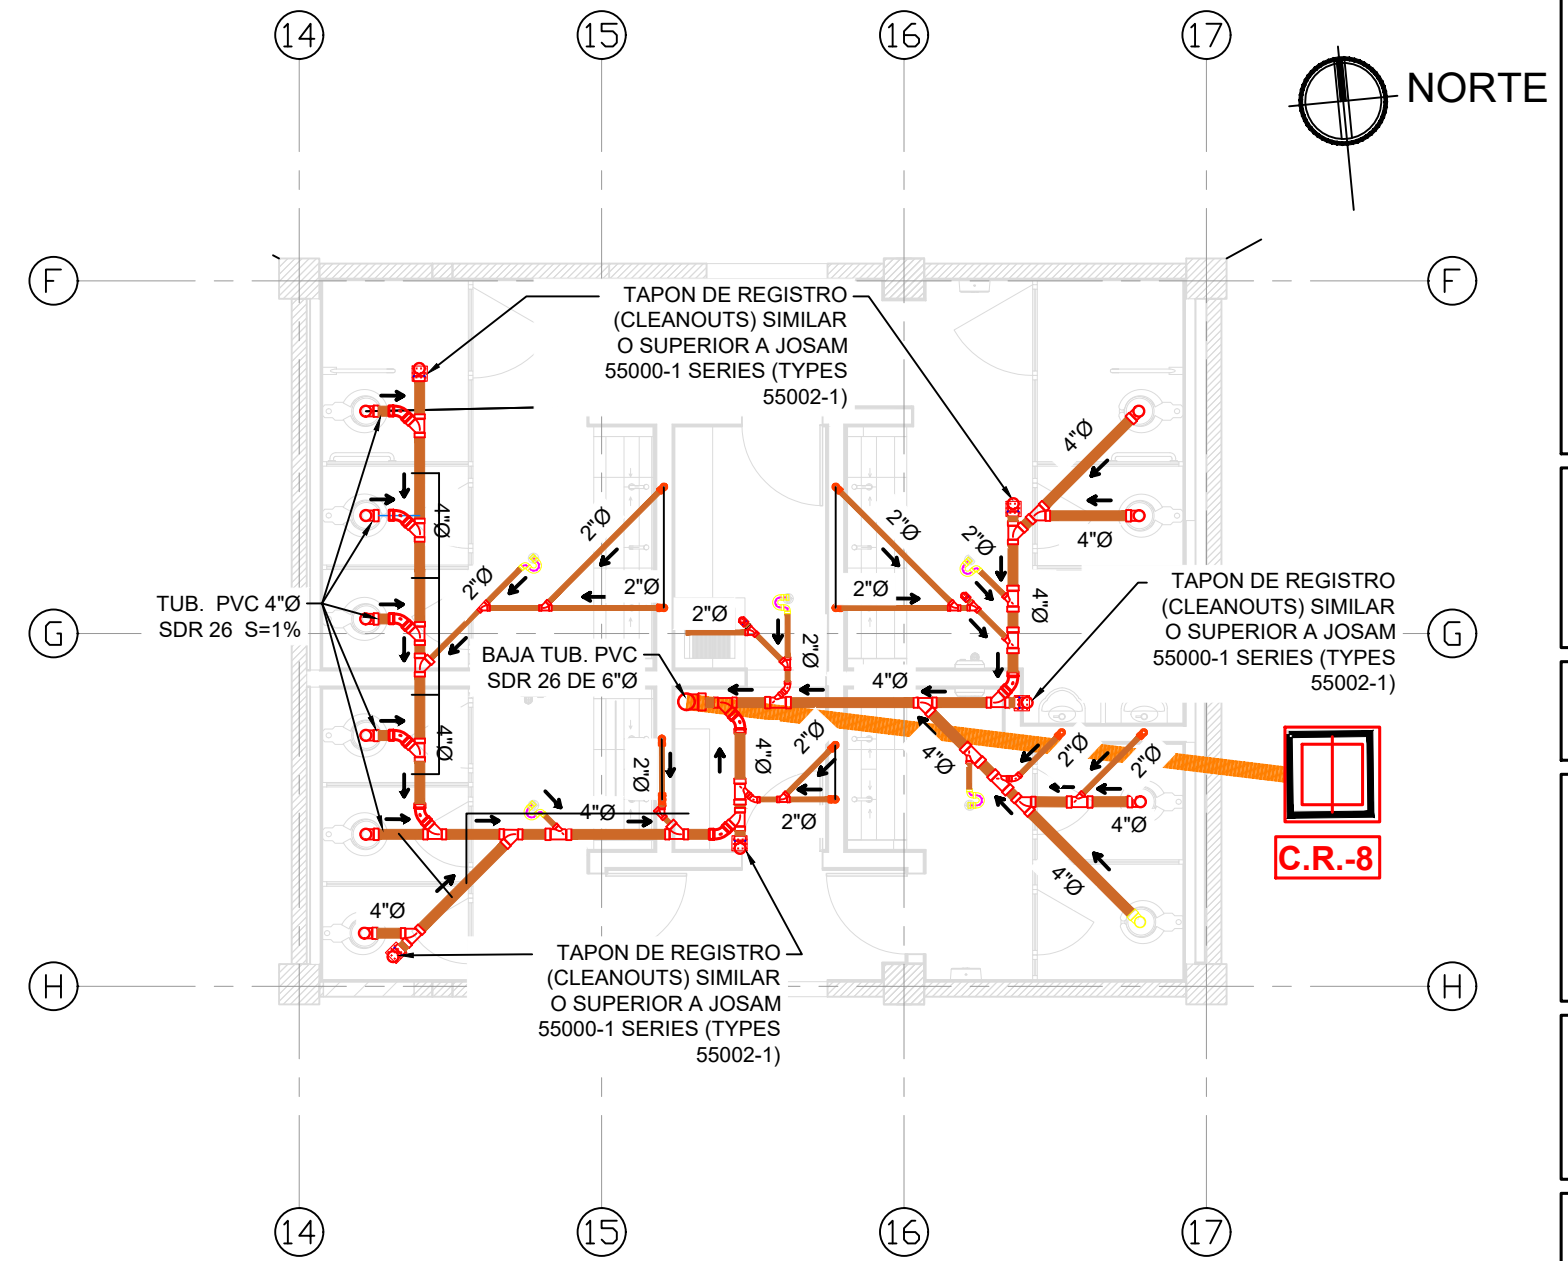 14
15
16
17
NORTE
F
F
TAPON DE REGISTRO
(CLEANOUTS) SIMILAR
O SUPERIOR A JOSAM
55000-1 SERIES (TYPES
55002-1)
4"Ø
4"Ø
2"Ø
2"Ø
2"Ø
2"Ø
4"Ø
2"Ø
2"Ø
4"Ø
TUB. PVC 4"Ø
SDR 26 S=1%
G
G
TAPON DE REGISTRO
(CLEANOUTS) SIMILAR
O SUPERIOR A JOSAM
55000-1 SERIES (TYPES
55002-1)
2"Ø
2"Ø
BAJA TUB. PVC
SDR 26 DE 6"Ø
4"Ø
4"Ø
2"Ø
4"Ø
2"Ø
4"Ø
2"Ø
2"Ø
4"Ø
2"Ø
4"Ø
C.R.-8
4"Ø
4"Ø
TAPON DE REGISTRO
(CLEANOUTS) SIMILAR
O SUPERIOR A JOSAM
55000-1 SERIES (TYPES
55002-1)
H
H
14
15
16
17